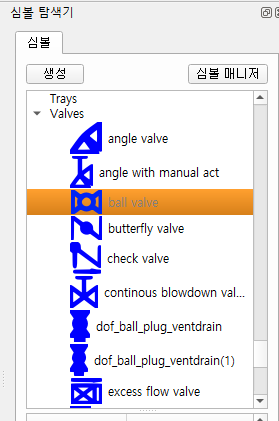 심볼 탐색기
심볼
생성 심볼 매니저
Trays
Valves
angle valve
angle with manual act
ball valve
butterfly valve
check valve
continous blowdown val...
dof_ball_plug_ventdrain
dof_ball_plug_ventdrain(1)
excess flow valve